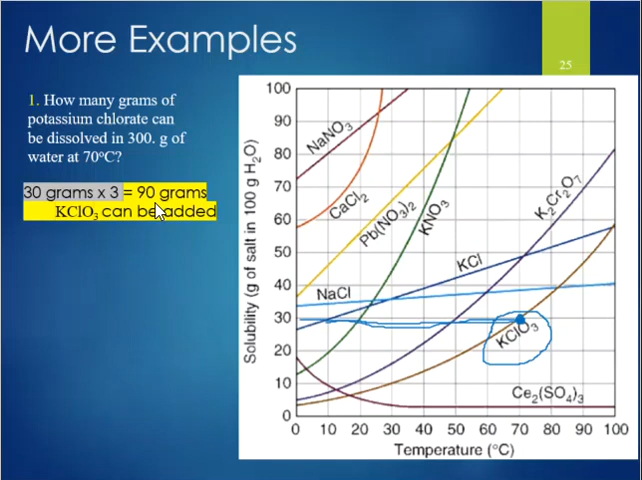 More Examples
25
1. How many grams of
potassium chlorate can
be dissolved in 300. g of
water at 70°C?
30 grams x 3 = 90 grams
KClO₃ can be added
Solubility (g of salt in 100 g H₂O)
100
90
80
70
60
50
40
30
20
10
0
NaNO₃
CaCl₂
Pb(NO₃)₂
KNO₃
K₂Cr₂O₇
KCl
NaCl
KClO₃
Ce₂(SO₄)₃
0 10 20 30 40 50 60 70 80 90 100
Temperature (°C)